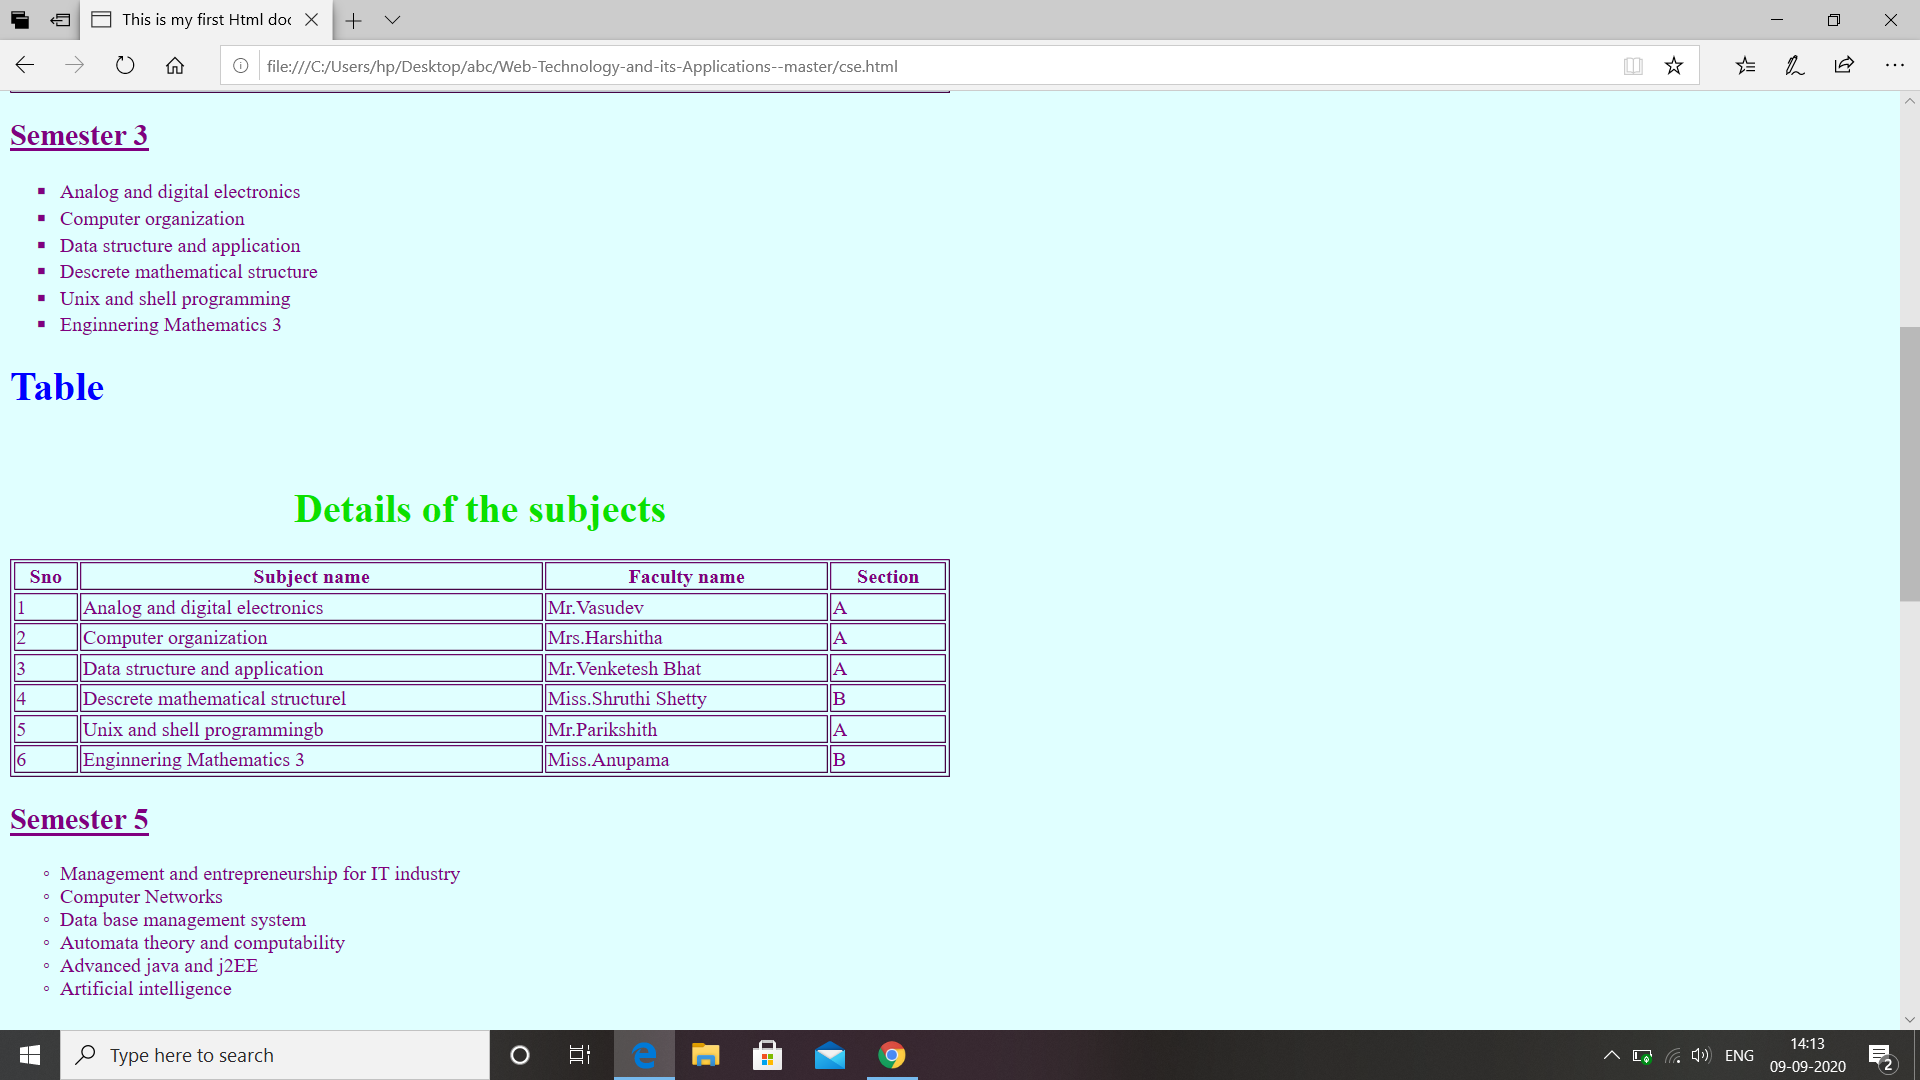 This is my first Html doc
file:///C:/Users/hp/Desktop/abc/Web-Technology-and-its-Applications--master/cse.html
Semester 3
Analog and digital electronics
Computer organization
Data structure and application
Descrete mathematical structure
Unix and shell programming
Enginnering Mathematics 3
Table
Details of the subjects
Sno Subject name Faculty name Section
1 Analog and digital electronics Mr.Vasudev A
2 Computer organization Mrs.Harshitha A
3 Data structure and application Mr.Venketesh Bhat A
4 Descrete mathematical structurel Miss.Shruthi Shetty B
5 Unix and shell programmingb Mr.Parikshith A
6 Enginnering Mathematics 3 Miss.Anupama B
Semester 5
Management and entrepreneurship for IT industry
Computer Networks
Data base management system
Automata theory and computability
Advanced java and j2EE
Artificial intelligence
Type here to search
ENG
14:13
09-09-2020
2